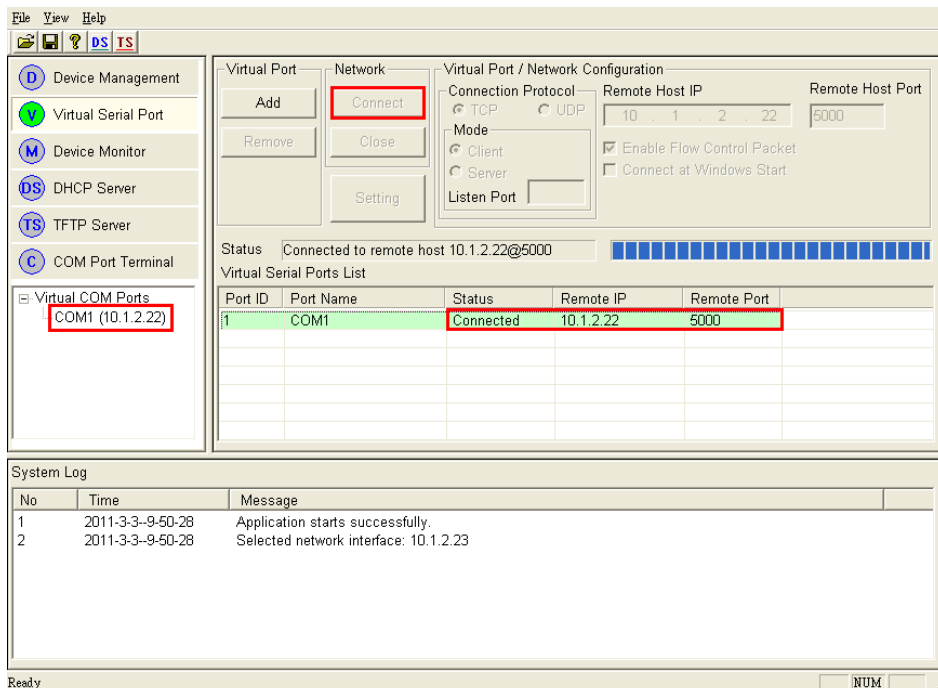 File View Help
DS TS
D Device Management
V Virtual Serial Port
M Device Monitor
DS DHCP Server
TS TFTP Server
C COM Port Terminal
Virtual COM Ports
COM1 (10.1.2.22)
Virtual Port
Add
Remove
Network
Connect
Close
Setting
Virtual Port / Network Configuration
Connection Protocol
TCP UDP
Mode
Client
Server
Listen Port
Remote Host IP
10 . 1 . 2 . 22
Remote Host Port
5000
Enable Flow Control Packet
Connect at Windows Start
Status Connected to remote host 10.1.2.22@5000
Virtual Serial Ports List
Port ID Port Name Status Remote IP Remote Port
1 COM1 Connected 10.1.2.22 5000
System Log
No Time Message
1 2011-3-3--9-50-28 Application starts successfully.
2 2011-3-3--9-50-28 Selected network interface: 10.1.2.23
Ready NUM